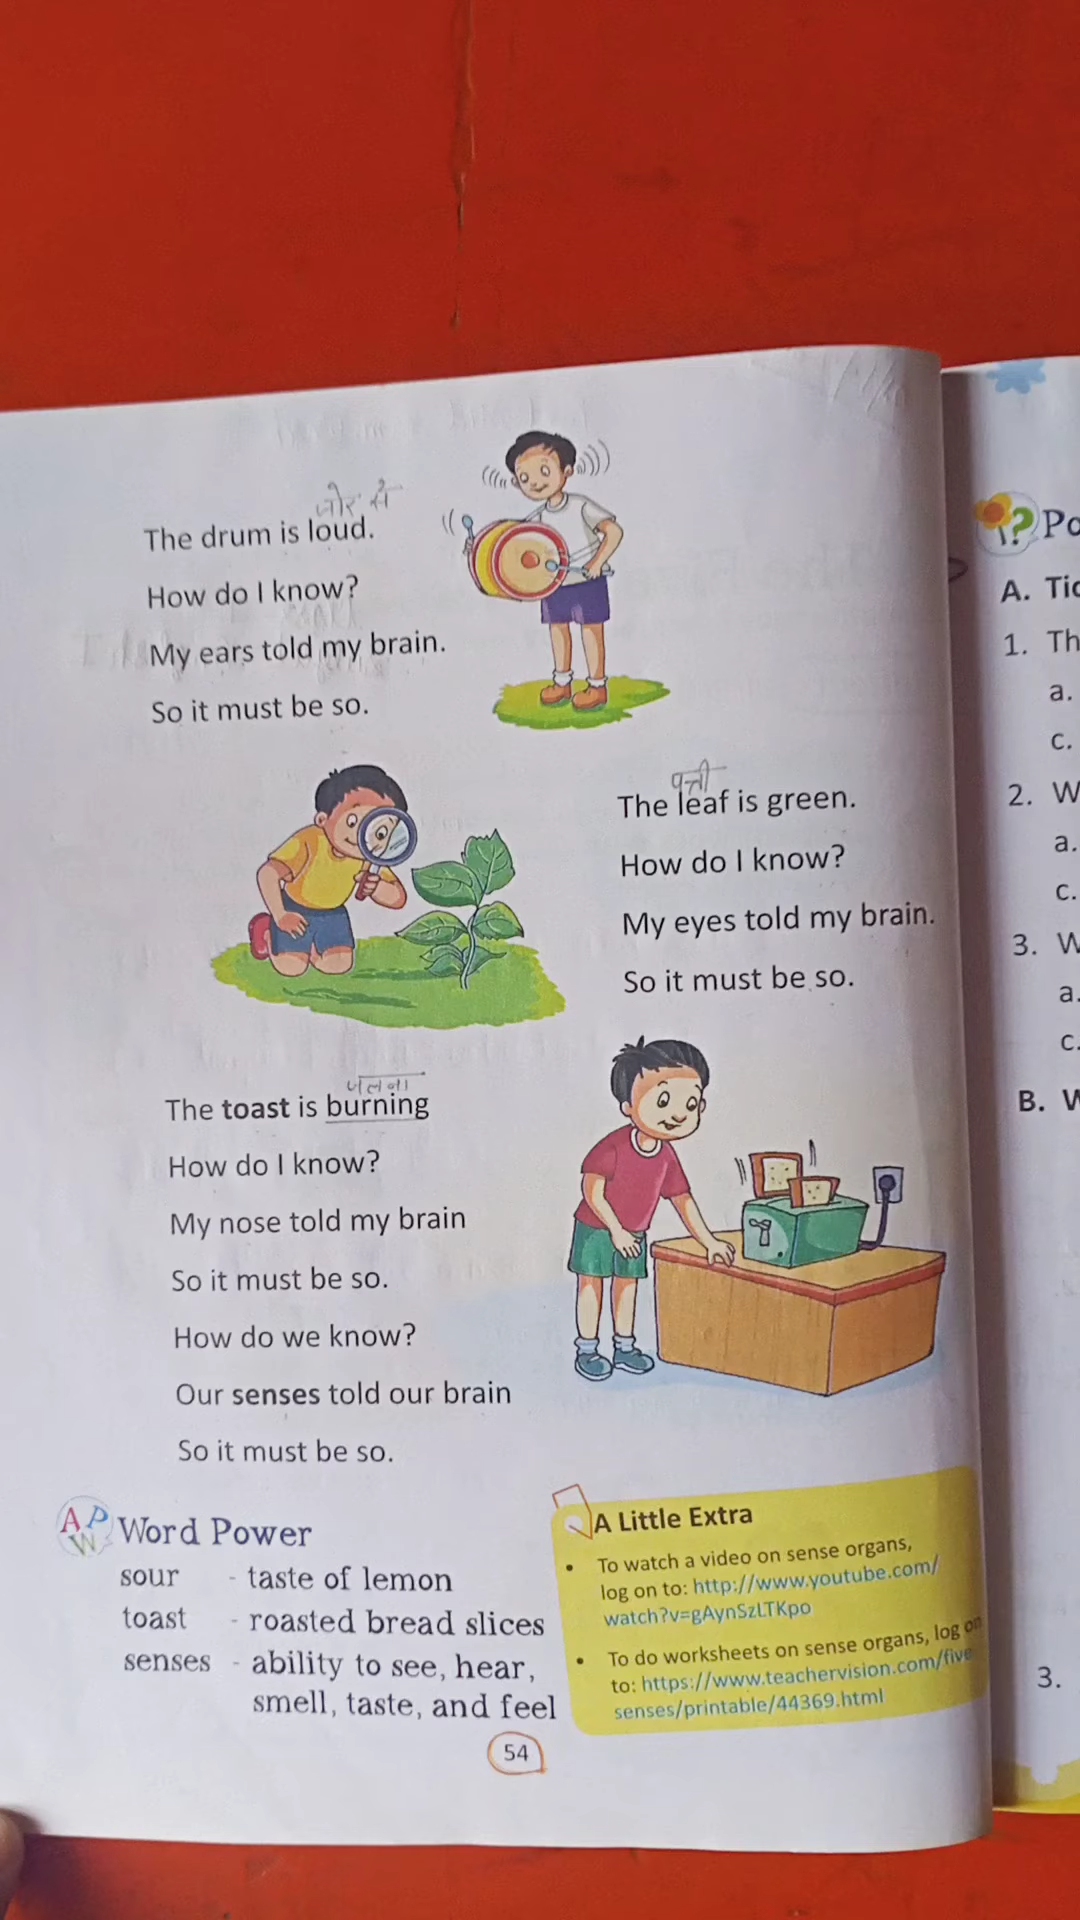 जोर से
The drum is loud.
How do I know?
My ears told my brain.
So it must be so.
पत्ती
The leaf is green.
How do I know?
My eyes told my brain.
So it must be so.
जलना
The toast is burning
How do I know?
My nose told my brain
So it must be so.
How do we know?
Our senses told our brain
So it must be so.
A P W
Word Power
sour - taste of lemon
toast - roasted bread slices
senses - ability to see, hear,
smell, taste, and feel
A Little Extra
• To watch a video on sense organs,
log on to: http://www.youtube.com/
watch?v=gAynSzLTKpo
• To do worksheets on sense organs, log on
to: https://www.teachervision.com/five
senses/printable/44369.html
54
?
A.
1. Th
a.
c.
2. W
a.
c.
3. W
a.
c.
B. W
3.